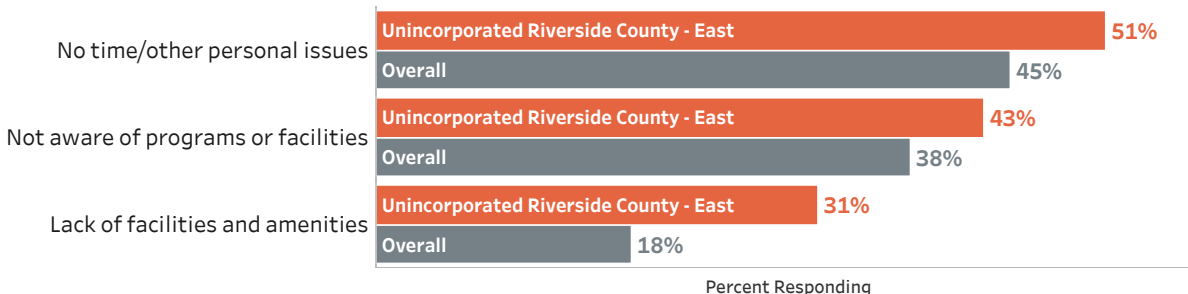 Unincorporated Riverside County - East 51%
No time/other personal issues
Overall 45%
Unincorporated Riverside County - East 43%
Not aware of programs or facilities
Overall 38%
Unincorporated Riverside County - East 31%
Lack of facilities and amenities
Overall 18%
Percent Responding